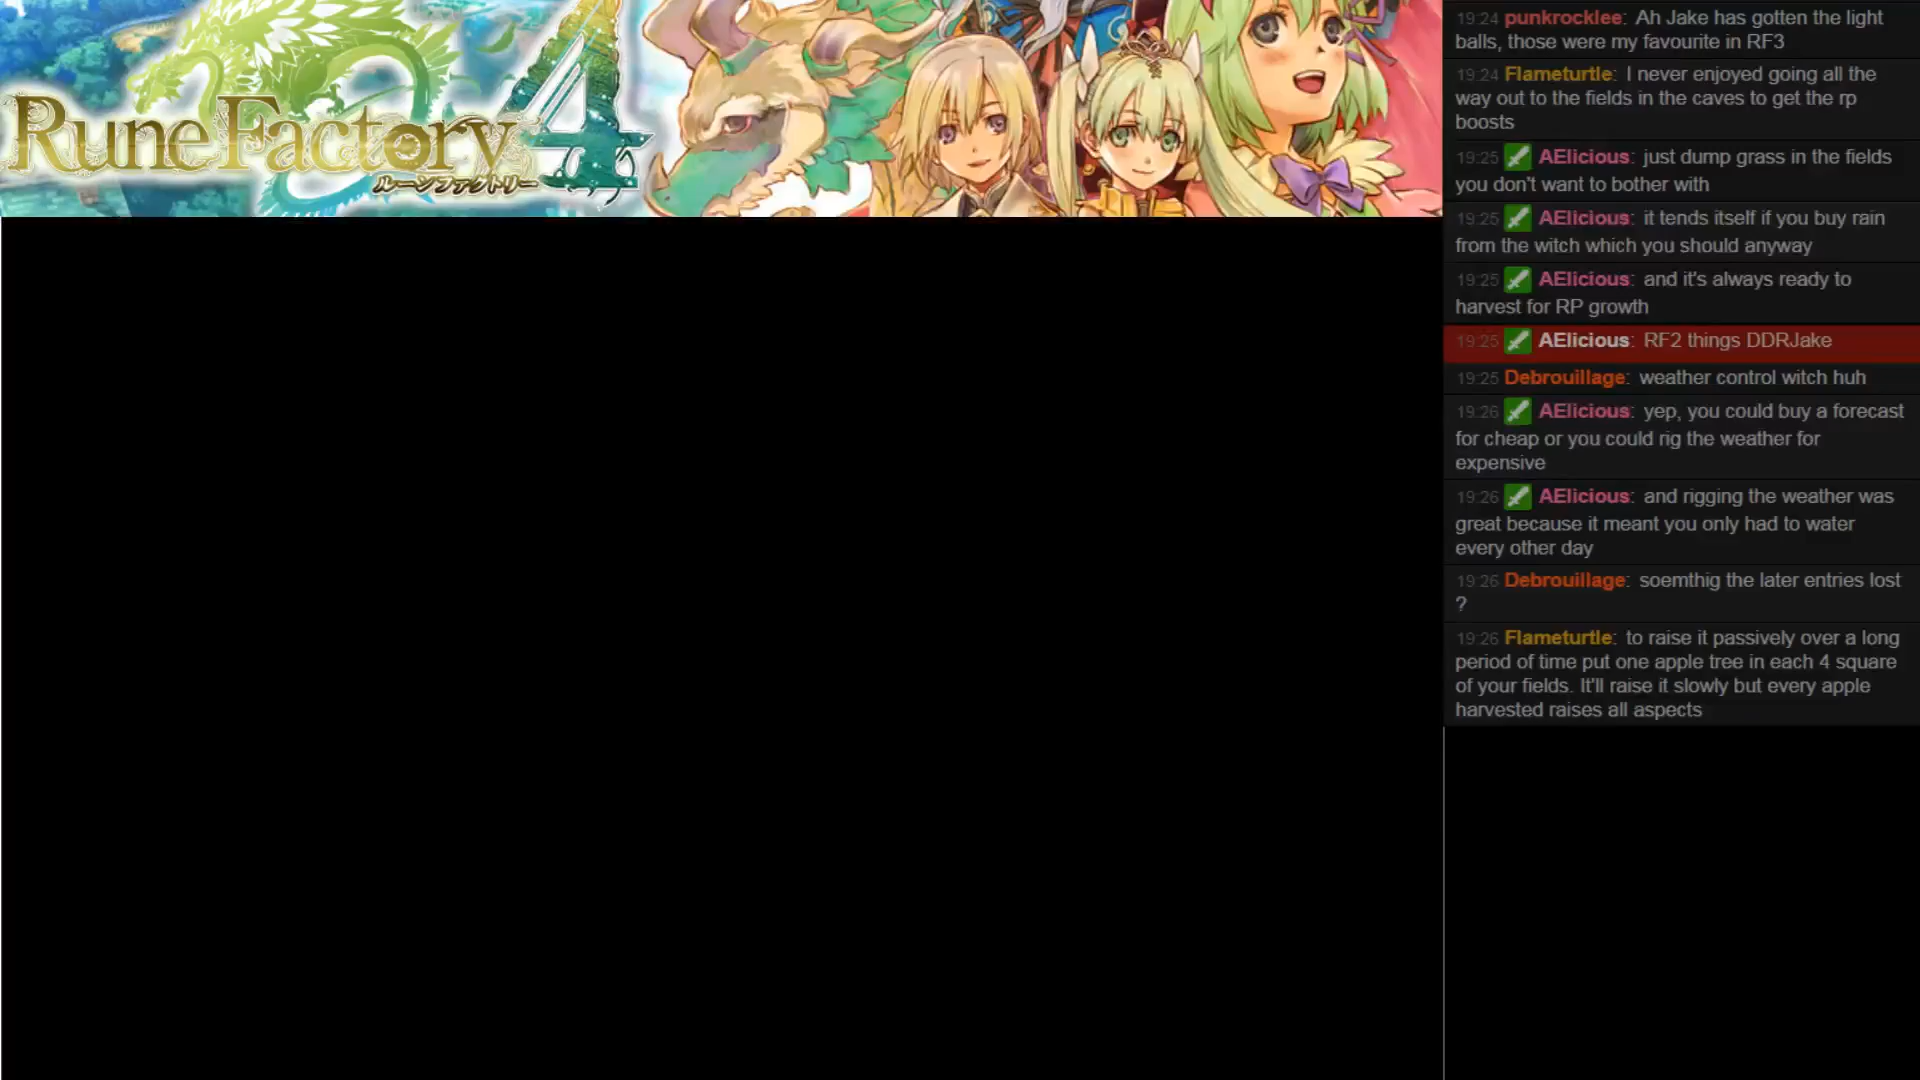 Rune Factory 4
ルーンファクトリー
19:24 punkrocklee: Ah Jake has gotten the light
balls, those were my favourite in RF3
19:24 Flameturtle: I never enjoyed going all the
way out to the fields in the caves to get the rp
boosts
19:25 AElicious: just dump grass in the fields
you don't want to bother with
19:25 AElicious: it tends itself if you buy rain
from the witch which you should anyway
19:25 AElicious: and it's always ready to
harvest for RP growth
19:25 AElicious: RF2 things DDRJake
19:25 Debrouillage: weather control witch huh
19:26 AElicious: yep, you could buy a forecast
for cheap or you could rig the weather for
expensive
19:26 AElicious: and rigging the weather was
great because it meant you only had to water
every other day
19:26 Debrouillage: soemthig the later entries lost
?
19:26 Flameturtle: to raise it passively over a long
period of time put one apple tree in each 4 square
of your fields. It'll raise it slowly but every apple
harvested raises all aspects